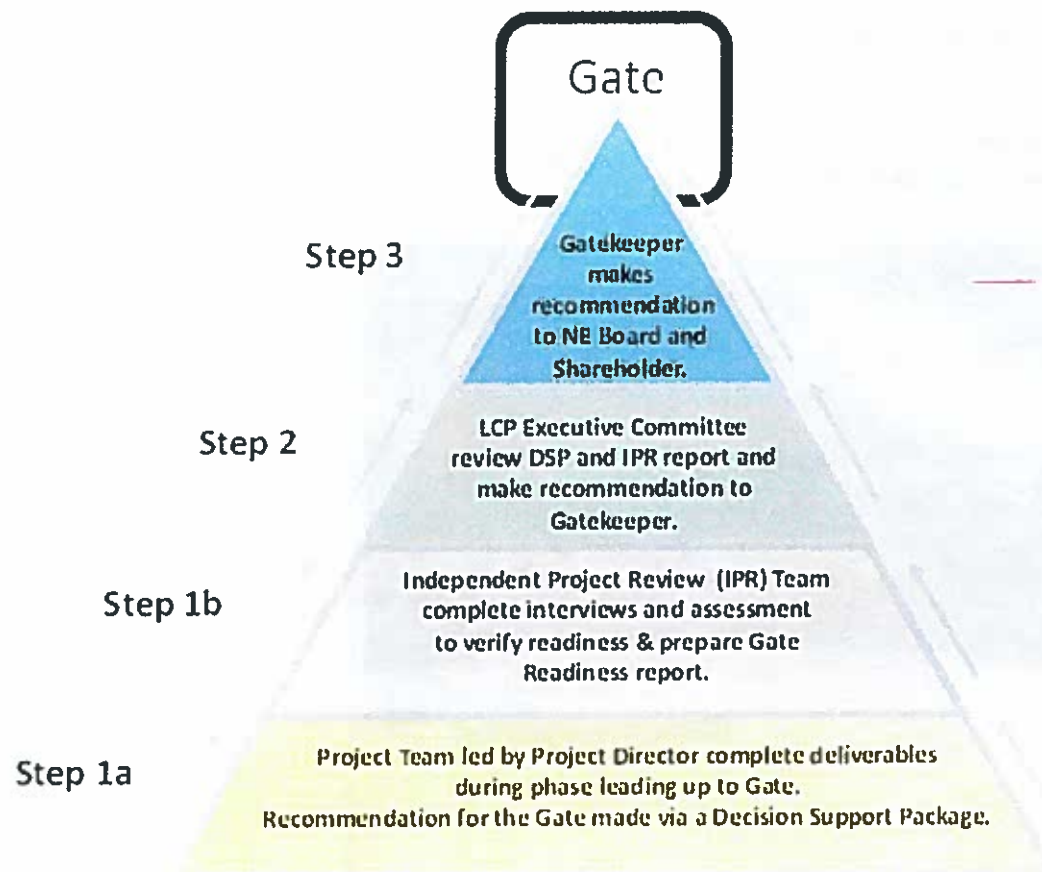 Gate
Step 3
Gatekeeper
makes
recommendation
to NE Board and
Shareholder.
Step 2
LCP Executive Committee
review DSP and IPR report and
make recommendation to
Gatekeeper.
Step 1b
Independent Project Review (IPR) Team
complete interviews and assessment
to verify readiness & prepare Gate
Readiness report.
Step 1a
Project Team led by Project Director complete deliverables
during phase leading up to Gate.
Recommendation for the Gate made via a Decision Support Package.